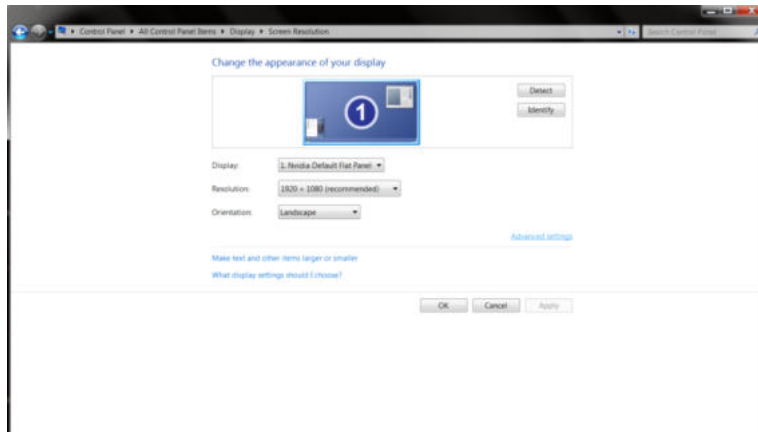 Control Panel ▸ All Control Panel Items ▸ Display ▸ Screen Resolution
Search Control Panel
Change the appearance of your display
1
Detect
Identify
Display:
1. Nvidia Default Flat Panel
Resolution:
1920 × 1080 (recommended)
Orientation:
Landscape
Advanced settings
Make text and other items larger or smaller
What display settings should I choose?
OK
Cancel
Apply